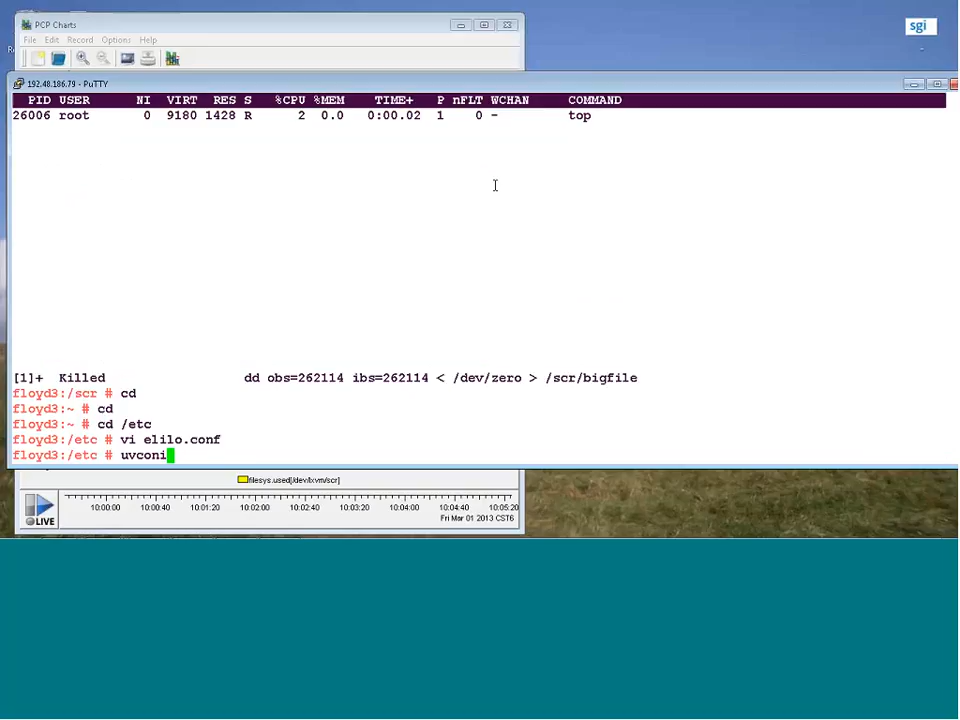 PCP Charts
sgi
File Edit Record Options Help
192.48.186.79 - PuTTY
PID USER NI VIRT RES S %CPU %MEM TIME+ P nFLT WCHAN COMMAND
26006 root 0 9180 1428 R 2 0.0 0:00.02 1 0 - top
[1]+ Killed dd obs=262114 ibs=262114 < /dev/zero > /scr/bigfile
floyd3:/scr # cd
floyd3:~ # cd
floyd3:~ # cd /etc
floyd3:/etc # vi elilo.conf
floyd3:/etc # uvconi
filesys.used[/dev/lxvm/scr]
LIVE
10:00:00 10:00:40 10:01:20 10:02:00 10:02:40 10:03:20 10:04:00 10:04:40 10:05:20
Fri Mar 01 2013 CST6